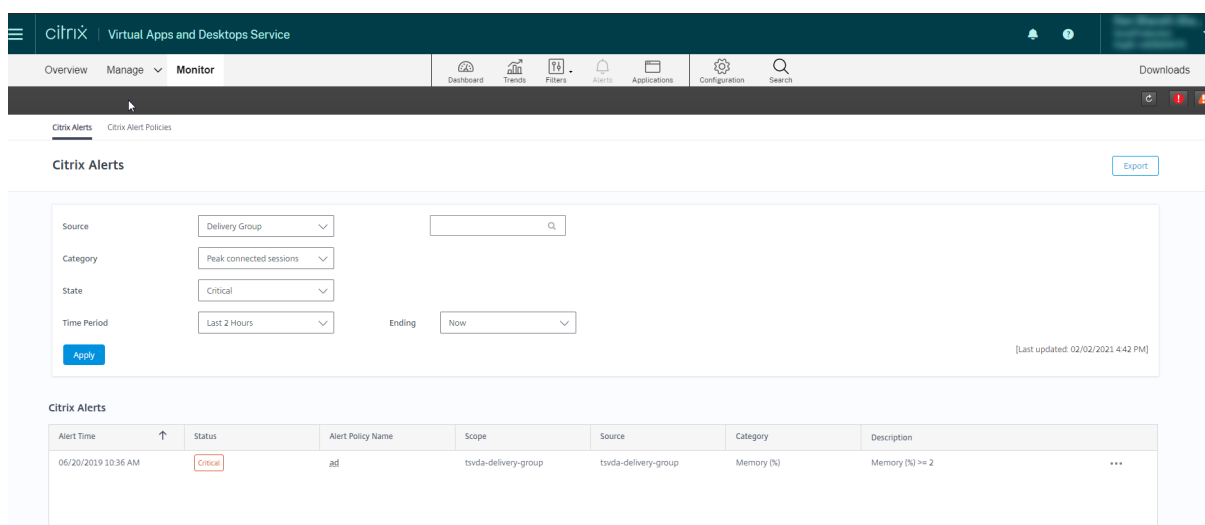 citrix | Virtual Apps and Desktops Service
?
Overview Manage Monitor Dashboard Trends Filters Alerts Applications Configuration Search Downloads
Citrix Alerts Citrix Alert Policies
Citrix Alerts Export
Source Delivery Group
Category Peak connected sessions
State Critical
Time Period Last 2 Hours Ending Now
Apply [Last updated: 02/02/2021 4:42 PM]
Citrix Alerts
Alert Time Status Alert Policy Name Scope Source Category Description
06/20/2019 10:36 AM Critical ad tsvda-delivery-group tsvda-delivery-group Memory (%) Memory (%) >= 2